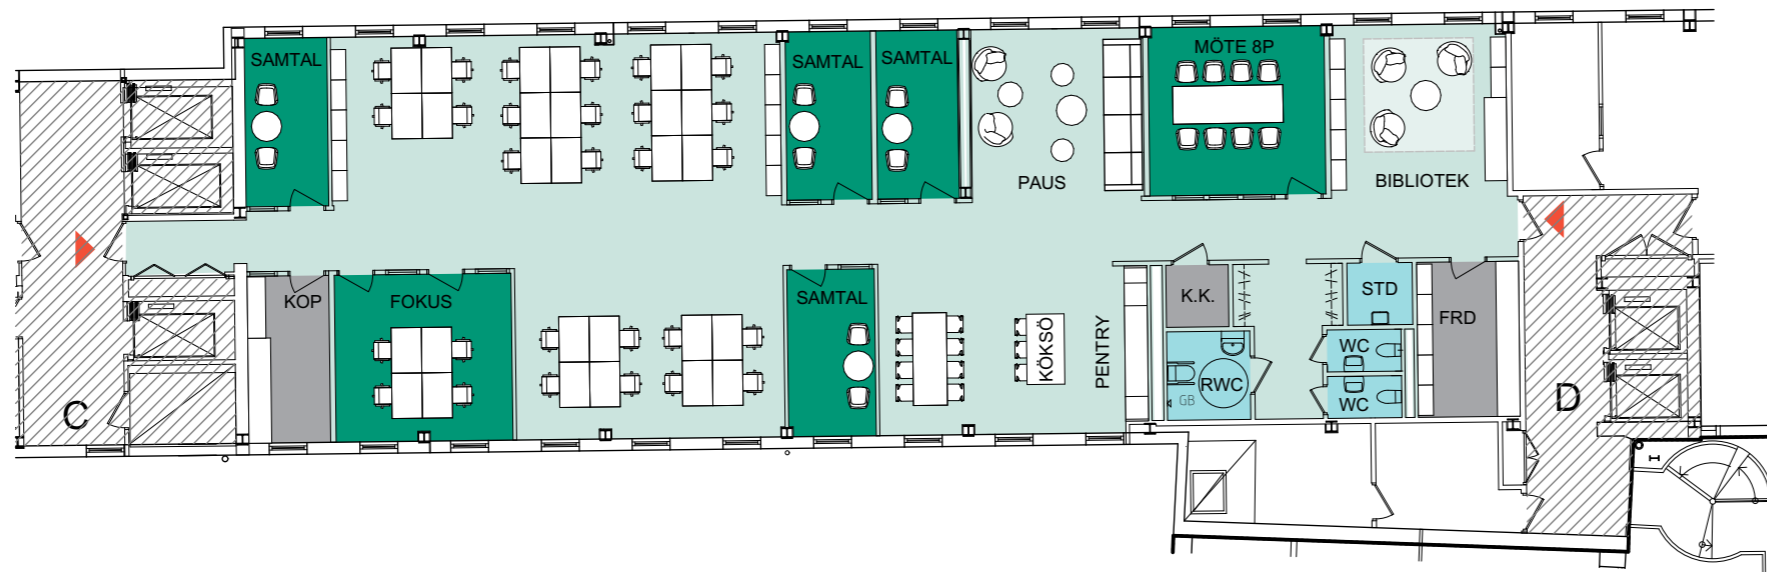 SAMTAL
SAMTAL
SAMTAL
MÖTE 8P
PAUS
BIBLIOTEK
KOP
FOKUS
SAMTAL
KÖKSÖ
PENTRY
K.K.
STD
FRD
WC
RWC
GB
WC
C
D